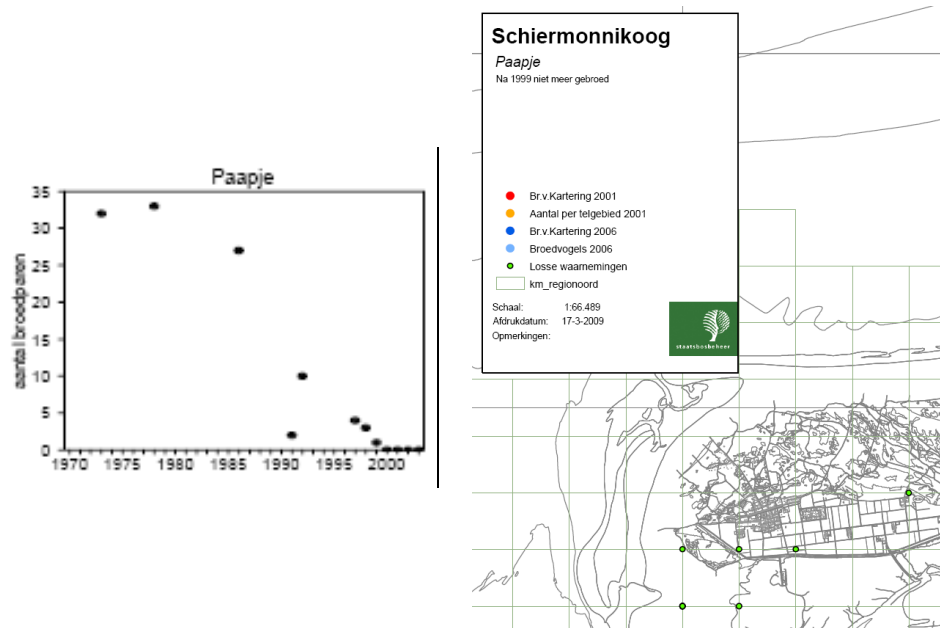 Paapje
aantal broedparen
35
30
25
20
15
10
5
0
1970 1975 1980 1985 1990 1995 2000
Schiermonnikoog
Paapje
Na 1999 niet meer gebroed
Br.v.Kartering 2001
Aantal per telgebied 2001
Br.v.Kartering 2006
Broedvogels 2006
Losse waarnemingen
km_regionoord
Schaal: 1:66.489
Afdrukdatum: 17-3-2009
Opmerkingen:
staatsbosbeheer